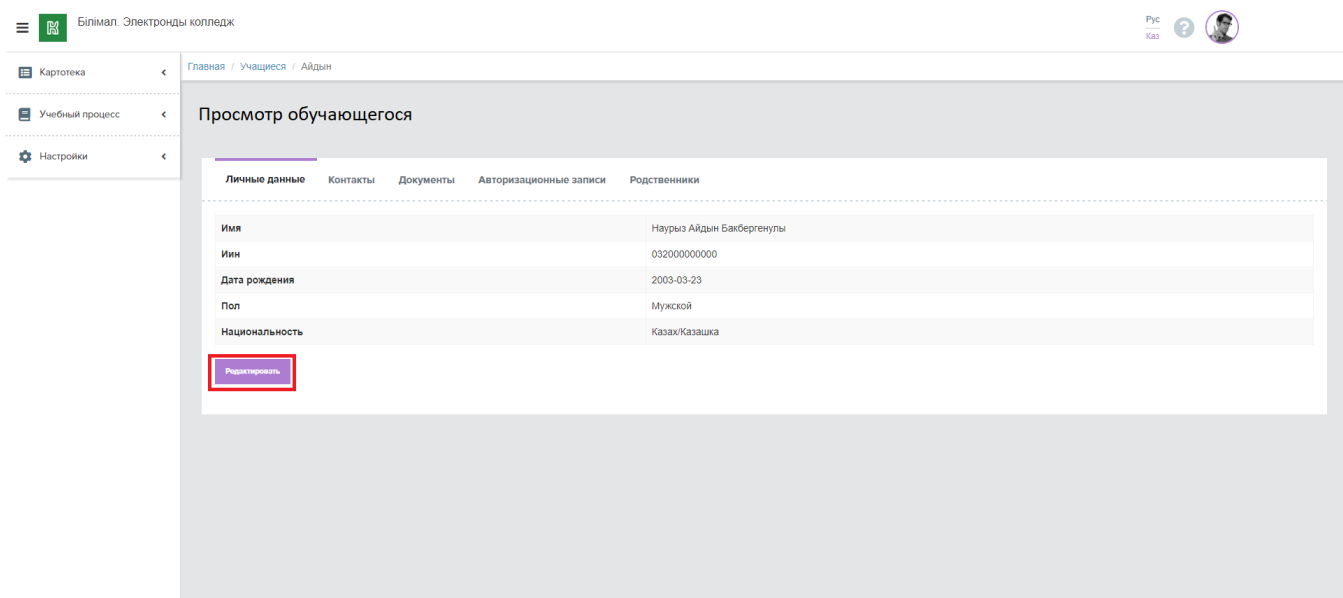 Білімал. Электронды колледж
Рус
Каз
?
Картотека
Учебный процесс
Настройки
Главная / Учащиеся / Айдын
Просмотр обучающегося
Личные данные Контакты Документы Авторизационные записи Родственники
Имя Наурыз Айдын Бакбергенулы
Иин 032000000000
Дата рождения 2003-03-23
Пол Мужской
Национальность Казах/Казашка
Редактировать